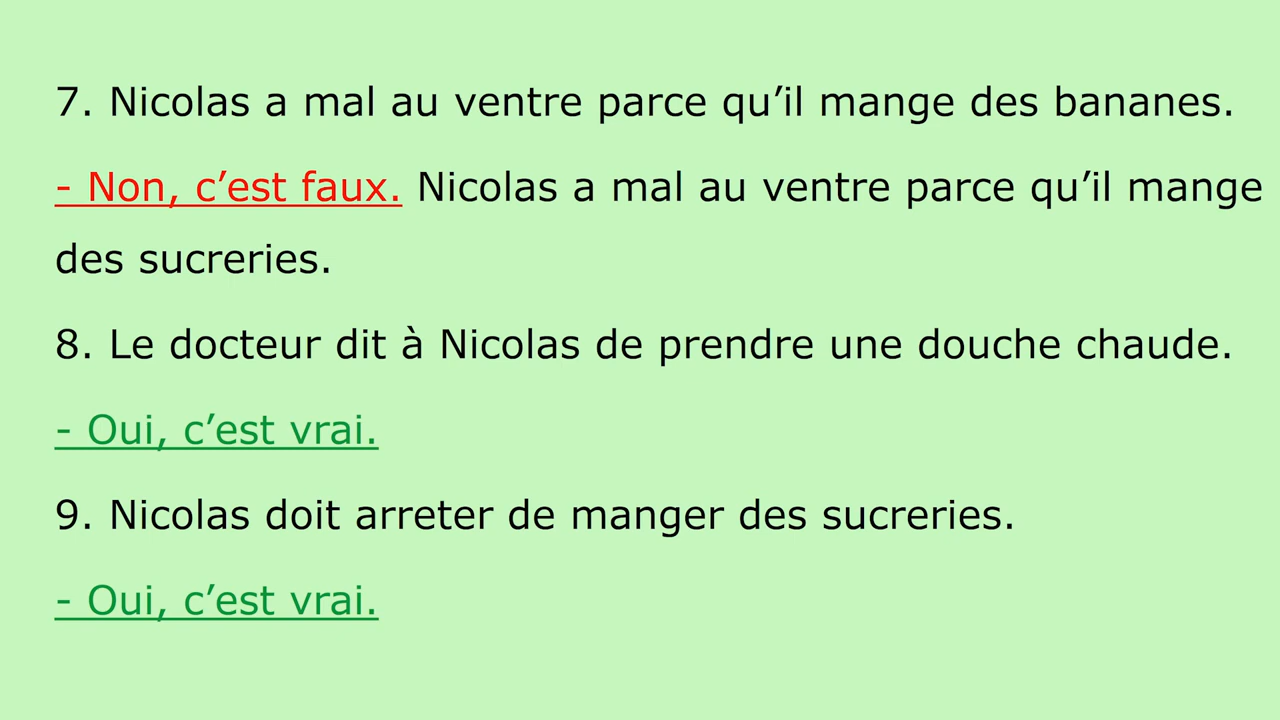 7. Nicolas a mal au ventre parce qu’il mange des bananes.
- Non, c’est faux. Nicolas a mal au ventre parce qu’il mange
des sucreries.
8. Le docteur dit à Nicolas de prendre une douche chaude.
- Oui, c’est vrai.
9. Nicolas doit arreter de manger des sucreries.
- Oui, c’est vrai.